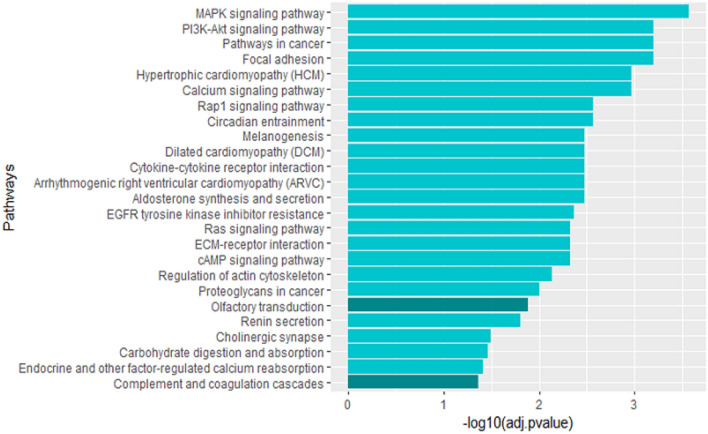 MAPK signaling pathway
PI3K-Akt signaling pathway
Pathways in cancer
Focal adhesion
Hypertrophic cardiomyopathy (HCM)
Calcium signaling pathway
Rap1 signaling pathway
Circadian entrainment
Melanogenesis
Dilated cardiomyopathy (DCM)
Cytokine-cytokine receptor interaction
Arrhythmogenic right ventricular cardiomyopathy (ARVC)
Aldosterone synthesis and secretion
EGFR tyrosine kinase inhibitor resistance
Ras signaling pathway
ECM-receptor interaction
cAMP signaling pathway
Regulation of actin cytoskeleton
Proteoglycans in cancer
Olfactory transduction
Renin secretion
Cholinergic synapse
Carbohydrate digestion and absorption
Endocrine and other factor-regulated calcium reabsorption
Complement and coagulation cascades
Pathways
0 1 2 3
-log10(adj.pvalue)